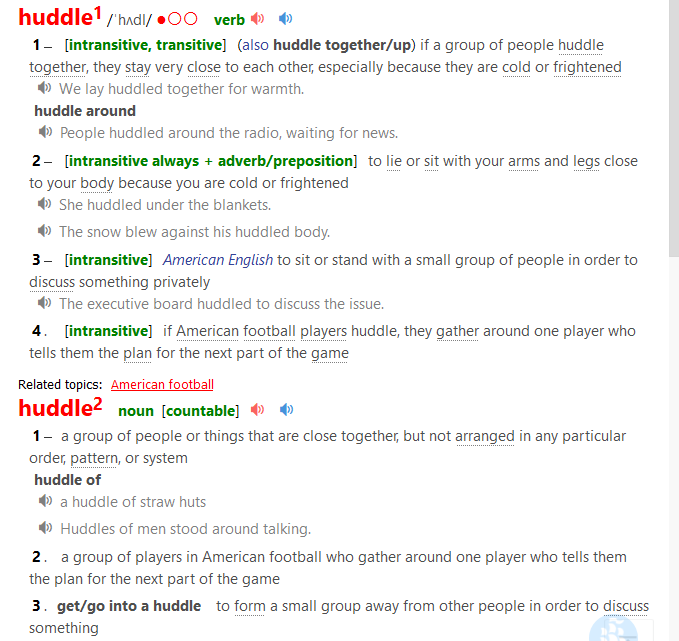 huddle1 /ˈhʌdl/ ●○○ verb
1 – [intransitive, transitive] (also huddle together/up) if a group of people huddle
together, they stay very close to each other, especially because they are cold or frightened
We lay huddled together for warmth.
huddle around
People huddled around the radio, waiting for news.
2 – [intransitive always + adverb/preposition] to lie or sit with your arms and legs close
to your body because you are cold or frightened
She huddled under the blankets.
The snow blew against his huddled body.
3 – [intransitive] American English to sit or stand with a small group of people in order to
discuss something privately
The executive board huddled to discuss the issue.
4 . [intransitive] if American football players huddle, they gather around one player who
tells them the plan for the next part of the game
Related topics: American football
huddle2 noun [countable]
1 – a group of people or things that are close together, but not arranged in any particular
order, pattern, or system
huddle of
a huddle of straw huts
Huddles of men stood around talking.
2 . a group of players in American football who gather around one player who tells them
the plan for the next part of the game
3 . get/go into a huddle to form a small group away from other people in order to discuss
something